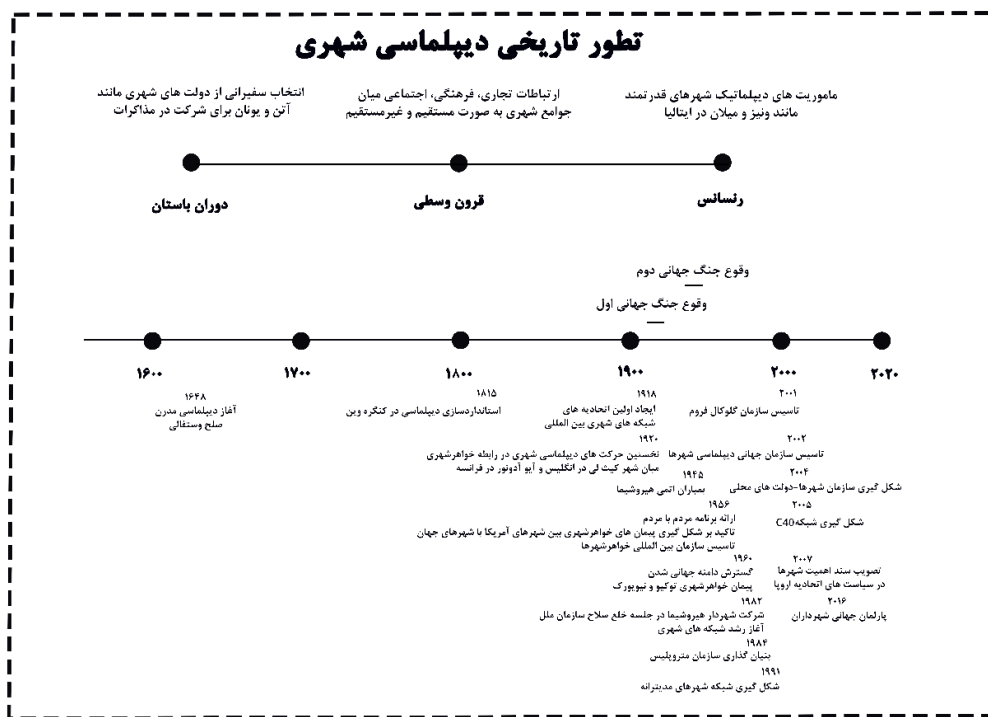 تطور تاریخی دیپلماسی شهری
ماموریت های دیپلماتیک شهرهای قدرتمند
مانند ونیز و میلان در ایتالیا
ارتباطات تجاری، فرهنگی، اجتماعی میان
جوامع شهری به صورت مستقیم و غیرمستقیم
انتخاب سفیرانی از دولت های شهری مانند
آتن و یونان برای شرکت در مذاکرات
رنسانس
قرون وسطی
دوران باستان
وقوع جنگ جهانی دوم
وقوع جنگ جهانی اول
۱۶۰۰
۱۷۰۰
۱۸۰۰
۱۹۰۰
۲۰۰۰
۲۰۲۰
۱۶۴۸
آغاز دیپلماسی مدرن
صلح وستفالی
۱۸۱۵
استانداردسازی دیپلماسی در کنگره وین
۱۹۱۸
ایجاد اولین اتحادیه های
شبکه های شهری بین المللی
۱۹۲۰
نخستین حرکت های دیپلماسی شهری در رابطه خواهرشهری
میان شهر کیث لی در انگلیس و آیو آدونور در فرانسه
۱۹۴۵
بمباران اتمی هیروشیما
۱۹۵۶
ارائه برنامه مردم با مردم
تاکید بر شکل گیری پیمان های خواهرشهری بین شهرهای آمریکا با شهرهای جهان
تاسیس سازمان بین المللی خواهرشهرها
۱۹۶۰
گسترش دامنه جهانی شدن
پیمان خواهرشهری توکیو و نیویورک
۱۹۸۲
شرکت شهردار هیروشیما در جلسه خلع سلاح سازمان ملل
آغاز رشد شبکه های شهری
۱۹۸۴
بنیان گذاری سازمان متروپلیس
۱۹۹۱
شکل گیری شبکه شهرهای مدیترانه
۲۰۰۱
تاسیس سازمان گلوکال فروم
۲۰۰۲
تاسیس سازمان جهانی دیپلماسی شهرها
۲۰۰۴
شکل گیری سازمان شهرها-دولت های محلی
۲۰۰۵
شکل گیری شبکهC40
۲۰۰۷
تصویب سند اهمیت شهرها
در سیاست های اتحادیه اروپا
۲۰۱۶
پارلمان جهانی شهرداران